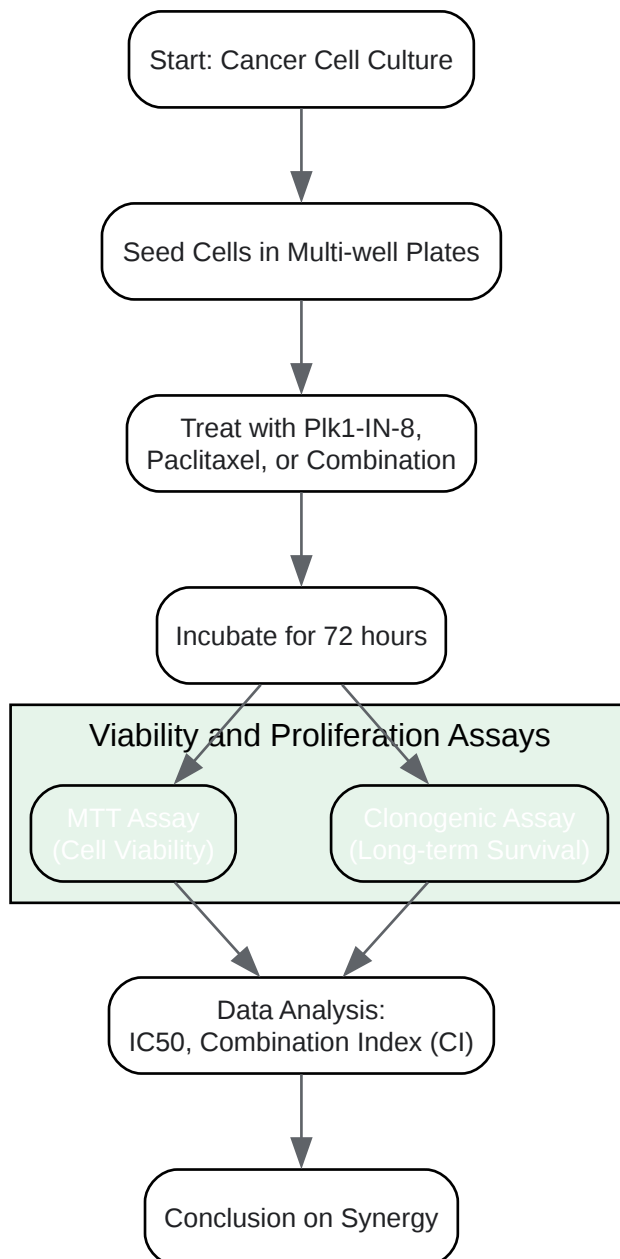 Start: Cancer Cell Culture
Seed Cells in Multi-well Plates
Treat with Plk1-IN-8,
Paclitaxel, or Combination
Incubate for 72 hours
Viability and Proliferation Assays
MTT Assay
(Cell Viability)
Clonogenic Assay
(Long-term Survival)
Data Analysis:
IC50, Combination Index (CI)
Conclusion on Synergy